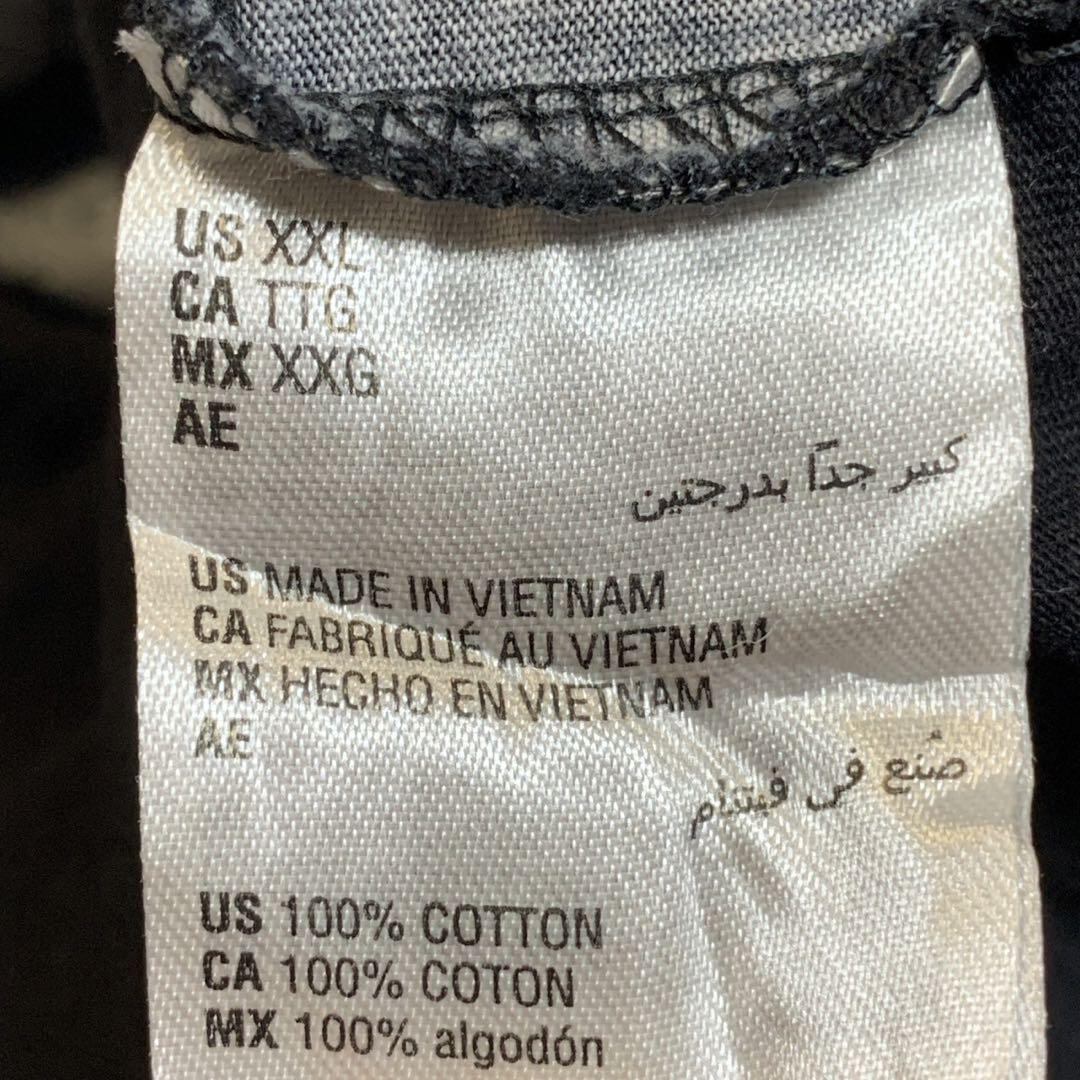 US XXL
CA TTG
MX XXG
AE
كبير جداً بدرجتين
US MADE IN VIETNAM
CA FABRIQUÉ AU VIETNAM
MX HECHO EN VIETNAM
AE
صُنع في فيتنام
US 100% COTTON
CA 100% COTON
MX 100% algodón